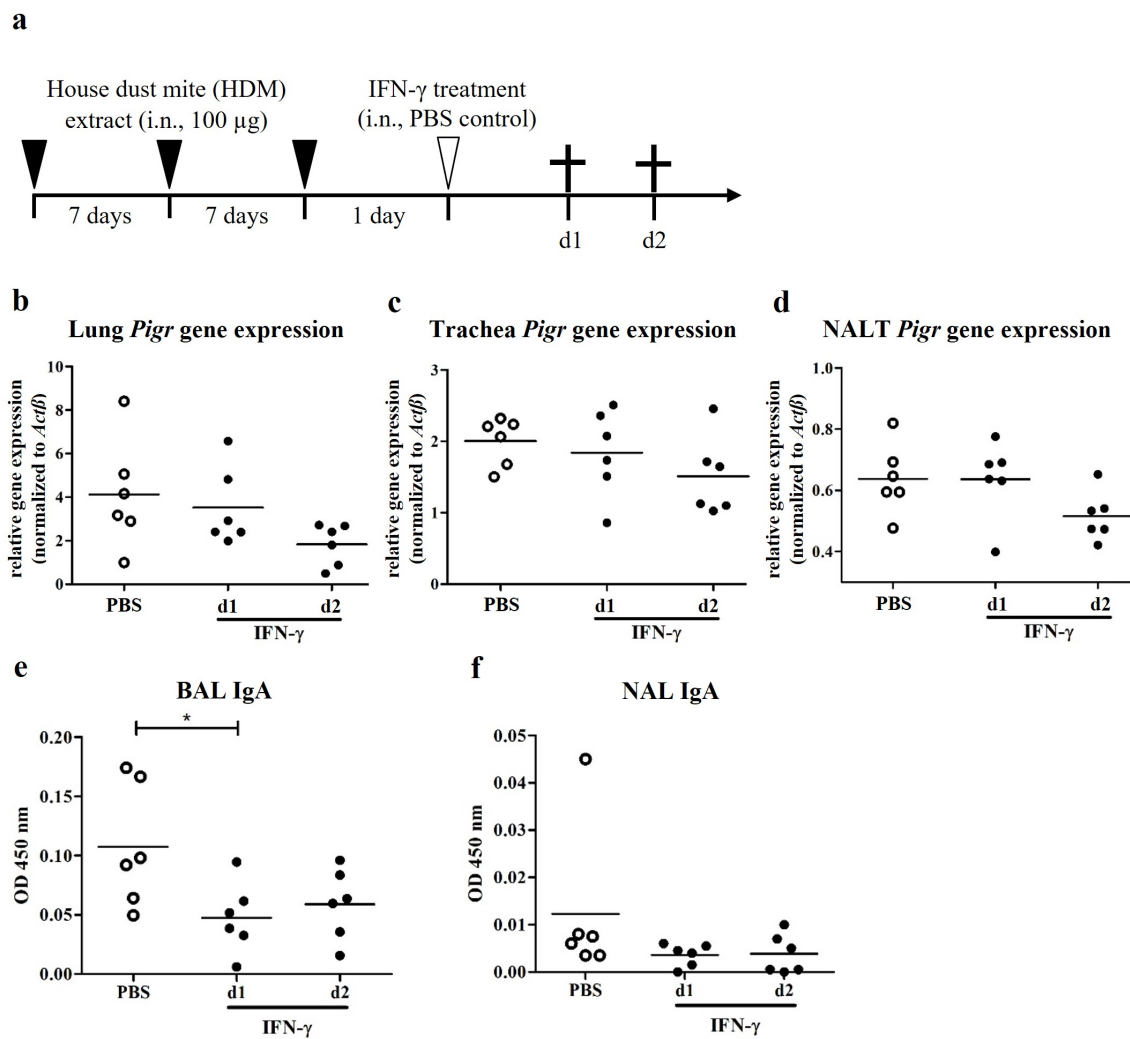 a
House dust mite (HDM)
extract (i.n., 100 µg)
IFN-γ treatment
(i.n., PBS control)
7 days
7 days
1 day
d1
d2
b
Lung Pigr gene expression
relative gene expression
(normalized to Actβ)
10
8
6
4
2
0
PBS
d1
d2
IFN-γ
c
Trachea Pigr gene expression
relative gene expression
(normalized to Actβ)
3
2
1
0
PBS
d1
d2
IFN-γ
d
NALT Pigr gene expression
relative gene expression
(normalized to Actβ)
1.0
0.8
0.6
0.4
PBS
d1
d2
IFN-γ
e
BAL IgA
*
OD 450 nm
0.20
0.15
0.10
0.05
0.00
PBS
d1
d2
IFN-γ
f
NAL IgA
OD 450 nm
0.05
0.04
0.03
0.02
0.01
0.00
PBS
d1
d2
IFN-γ